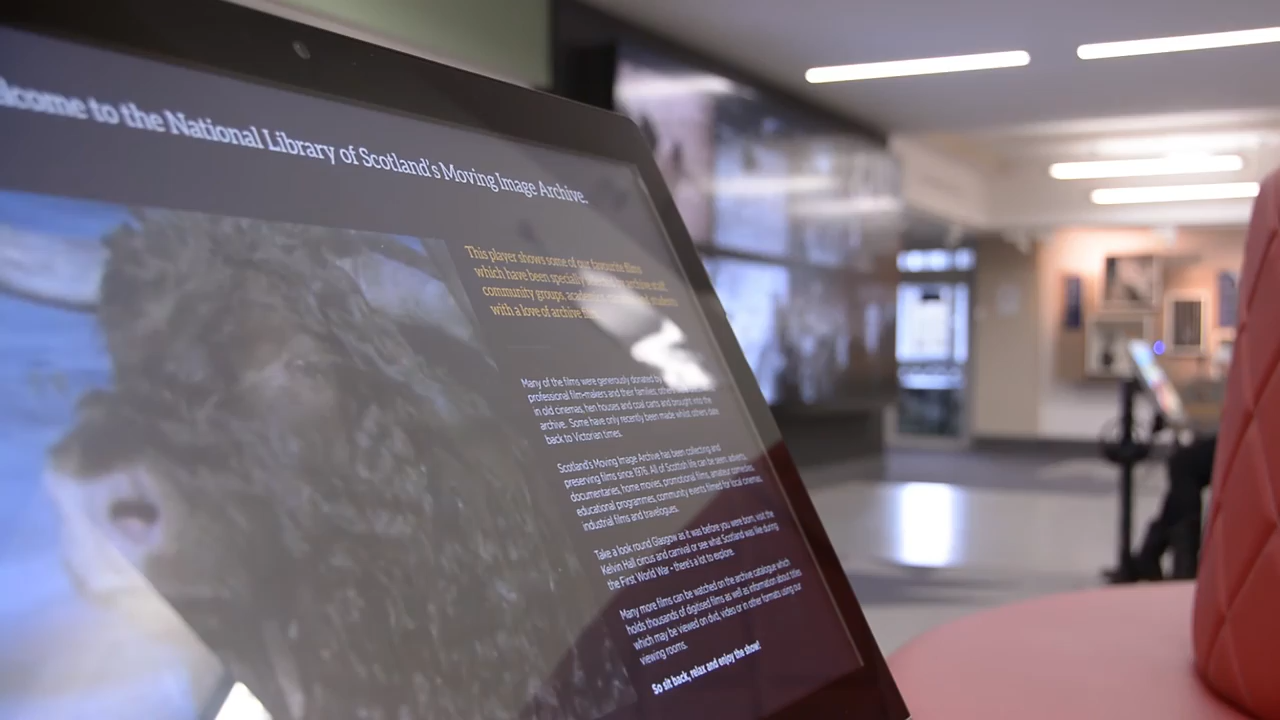 lcome to the National Library of Scotland's Moving Image Archive.
This player shows some of our favourite films
which have been specially archive staff,
community groups, students
with a love of archive
Many of the films were generously donated by
professional film-makers and their families;
in old cinemas, hen houses and coal carts and brought into the
archive. Some have only recently been made whilst others date
back to Victorian times.
Scotland's Moving Image Archive has been collecting and
preserving films since 1976. All of Scottish life can be seen: adverts,
documentaries, home movies, promotional films, amateur comedies,
educational programmes, community events filmed for local cinemas,
industrial films and travelogues.
Take a look round Glasgow as it was before you were born, visit the
Kelvin Hall circus and carnival or see what Scotland was like during
the First World War - there's a lot to explore.
Many more films can be watched on the archive catalogue which
holds thousands of digitised films as well as information about titles
which may be viewed on dvd, video or in other formats using our
viewing rooms.
So sit back, relax and enjoy the show!